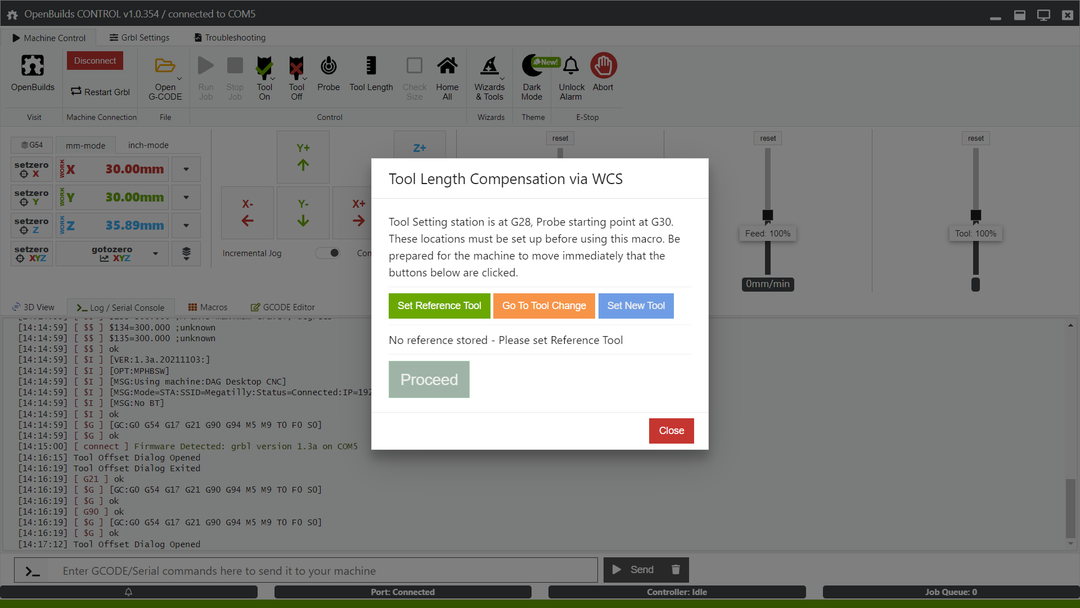 OpenBuilds CONTROL v1.0.354 / connected to COM5
Machine Control Grbl Settings Troubleshooting
OpenBuilds
Disconnect
Restart Grbl
Open G-CODE
Run Job
Stop Job
Tool On
Tool Off
Probe
Tool Length
Check Size
Home All
Wizards & Tools
New!
Dark Mode
Unlock Alarm
Abort
Visit Machine Connection File Control Wizards Theme E-Stop
G54 mm-mode inch-mode
setzero X WORK X 30.00mm
setzero Y WORK Y 30.00mm
setzero Z WORK Z 35.89mm
setzero XYZ gotozero XYZ
Y+
Z+
X-
Y-
X+
Incremental Jog
reset
reset
reset
Feed: 100%
Tool: 100%
0mm/min
Tool Length Compensation via WCS
Tool Setting station is at G28, Probe starting point at G30.
These locations must be set up before using this macro. Be
prepared for the machine to move immediately that the
buttons below are clicked.
Set Reference Tool Go To Tool Change Set New Tool
No reference stored - Please set Reference Tool
Proceed
Close
3D View Log / Serial Console Macros GCODE Editor
[14:14:59] [ $$ ] $134=300.000 ;unknown
[14:14:59] [ $$ ] $135=300.000 ;unknown
[14:14:59] [ $$ ] ok
[14:14:59] [ $I ] [VER:1.3a.20211103:]
[14:14:59] [ $I ] [OPT:MPHBSW]
[14:14:59] [ $I ] [MSG:Using machine:DAG Desktop CNC]
[14:14:59] [ $I ] [MSG:Mode=STA:SSID=Megatilly:Status=Connected:IP=192
[14:14:59] [ $I ] [MSG:No BT]
[14:14:59] [ $I ] ok
[14:14:59] [ $G ] [GC:G0 G54 G17 G21 G90 G94 M5 M9 T0 F0 S0]
[14:14:59] [ $G ] ok
[14:15:00] [ connect ] Firmware Detected: grbl version 1.3a on COM5
[14:16:15] Tool Offset Dialog Opened
[14:16:19] Tool Offset Dialog Exited
[14:16:19] [ G21 ] ok
[14:16:19] [ $G ] [GC:G0 G54 G17 G21 G90 G94 M5 M9 T0 F0 S0]
[14:16:19] [ $G ] ok
[14:16:19] [ G90 ] ok
[14:16:19] [ $G ] [GC:G0 G54 G17 G21 G90 G94 M5 M9 T0 F0 S0]
[14:16:19] [ $G ] ok
[14:17:12] Tool Offset Dialog Opened
Enter GCODE/Serial commands here to send it to your machine
Send
Port: Connected Controller: Idle Job Queue: 0